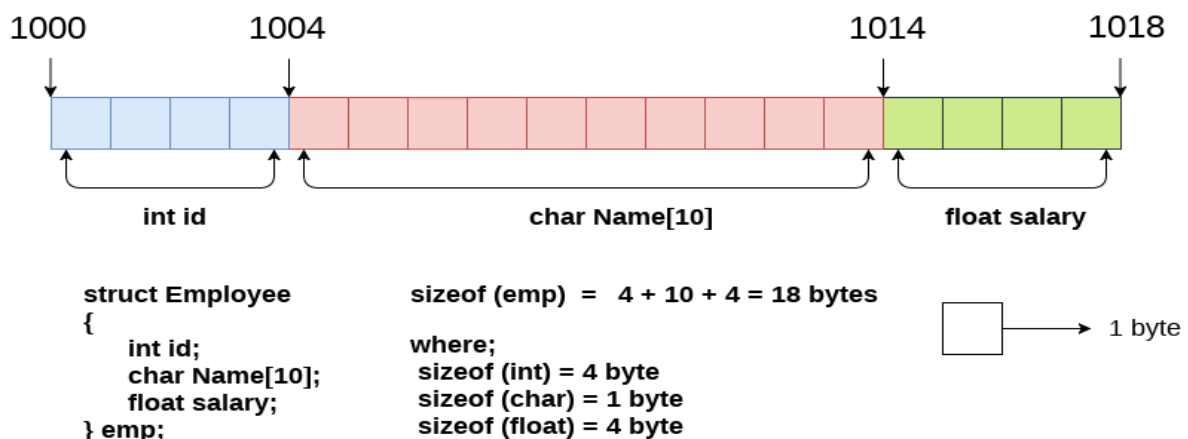 1000 1004 1014 1018
int id char Name[10] float salary
struct Employee
{
int id;
char Name[10];
float salary;
} emp;
sizeof (emp) = 4 + 10 + 4 = 18 bytes
where;
sizeof (int) = 4 byte
sizeof (char) = 1 byte
sizeof (float) = 4 byte
1 byte